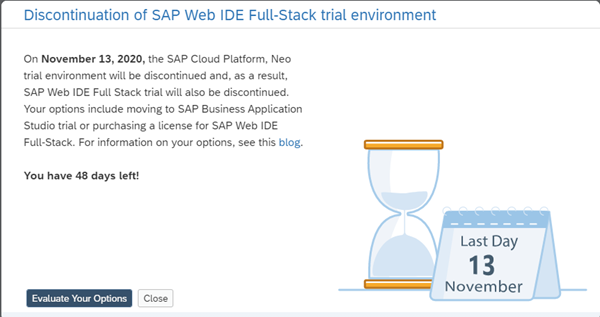 Discontinuation of SAP Web IDE Full-Stack trial environment
On November 13, 2020, the SAP Cloud Platform, Neo
trial environment will be discontinued and, as a result,
SAP Web IDE Full Stack trial will also be discontinued.
Your options include moving to SAP Business Application
Studio trial or purchasing a license for SAP Web IDE
Full-Stack. For information on your options, see this blog.
You have 48 days left!
Last Day
13
November
Evaluate Your Options
Close